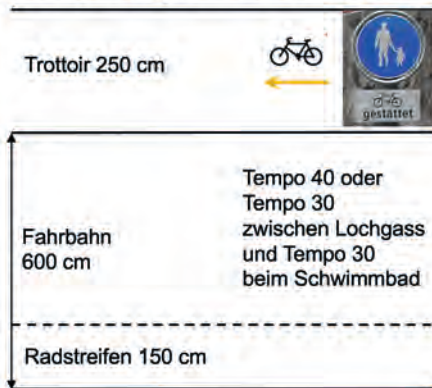 Trottoir 250 cm
gestattet
Fahrbahn
600 cm
Tempo 40 oder
Tempo 30
zwischen Lochgass
und Tempo 30
beim Schwimmbad
Radstreifen 150 cm